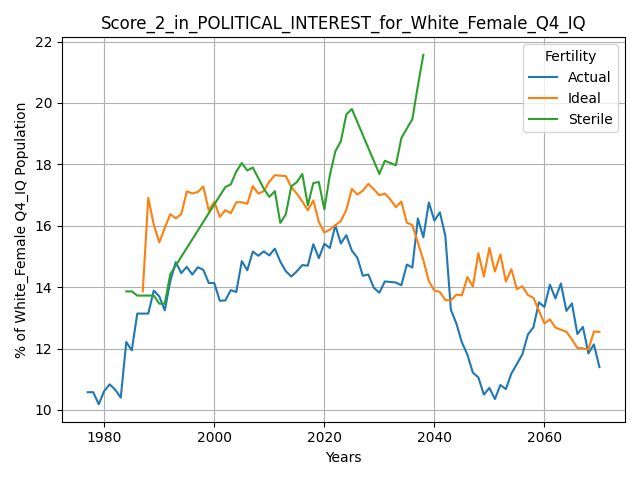 Score_2_in_POLITICAL_INTEREST_for_White_Female_Q4_IQ
% of White_Female Q4_IQ Population
22
20
18
16
14
12
10
Fertility
Actual
Ideal
Sterile
1980
2000
2020
2040
2060
Years